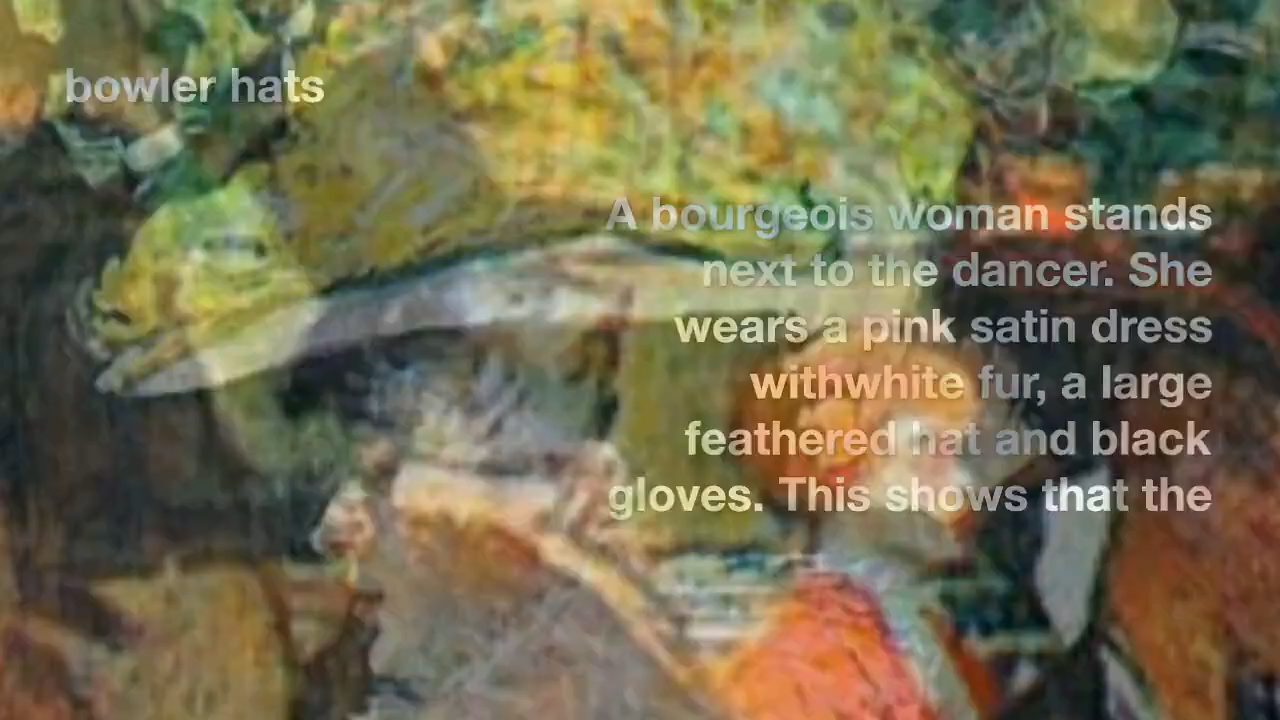 bowler hats
A bourgeois woman stands
next to the dancer. She
wears a pink satin dress
withwhite fur, a large
feathered hat and black
gloves. This shows that the